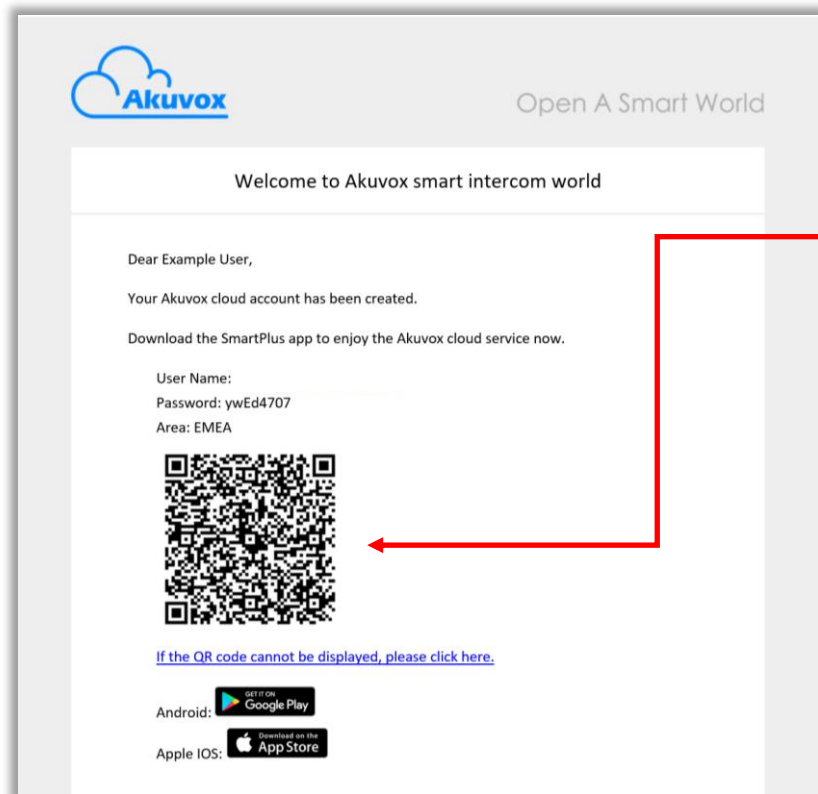 Akuvox
Open A Smart World
Welcome to Akuvox smart intercom world
Dear Example User,
Your Akuvox cloud account has been created.
Download the SmartPlus app to enjoy the Akuvox cloud service now.
User Name:
Password: ywEd4707
Area: EMEA
If the QR code cannot be displayed, please click here.
Android: GET IT ON Google Play
Apple IOS: Download on the App Store